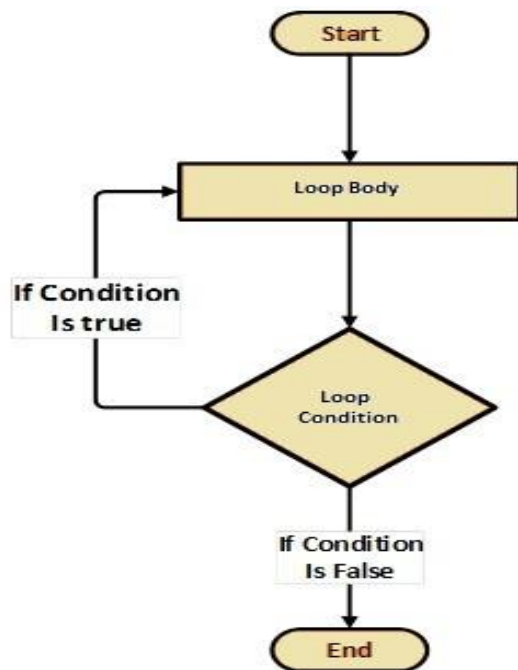 Start
Loop Body
If Condition
Is true
Loop
Condition
If Condition
Is False
End